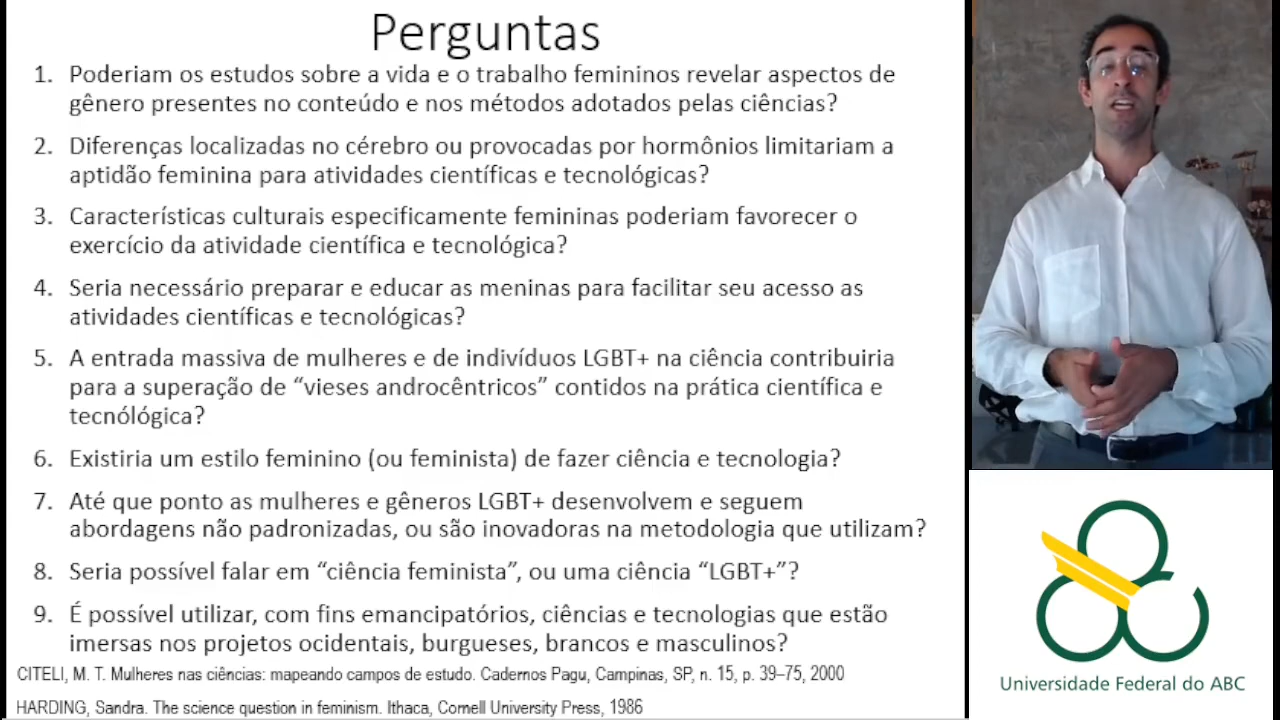 Perguntas
1. Poderiam os estudos sobre a vida e o trabalho femininos revelar aspectos de
gênero presentes no conteúdo e nos métodos adotados pelas ciências?
2. Diferenças localizadas no cérebro ou provocadas por hormônios limitariam a
aptidão feminina para atividades científicas e tecnológicas?
3. Características culturais especificamente femininas poderiam favorecer o
exercício da atividade científica e tecnológica?
4. Seria necessário preparar e educar as meninas para facilitar seu acesso as
atividades científicas e tecnológicas?
5. A entrada massiva de mulheres e de indivíduos LGBT+ na ciência contribuiria
para a superação de “vieses androcêntricos” contidos na prática científica e
tecnólógica?
6. Existiria um estilo feminino (ou feminista) de fazer ciência e tecnologia?
7. Até que ponto as mulheres e gêneros LGBT+ desenvolvem e seguem
abordagens não padronizadas, ou são inovadoras na metodologia que utilizam?
8. Seria possível falar em “ciência feminista”, ou uma ciência “LGBT+”?
9. É possível utilizar, com fins emancipatórios, ciências e tecnologias que estão
imersas nos projetos ocidentais, burgueses, brancos e masculinos?
CITELI, M. T. Mulheres nas ciências: mapeando campos de estudo. Cadernos Pagu, Campinas, SP, n. 15, p. 39–75, 2000
HARDING, Sandra. The science question in feminism. Ithaca, Cornell University Press, 1986
Universidade Federal do ABC